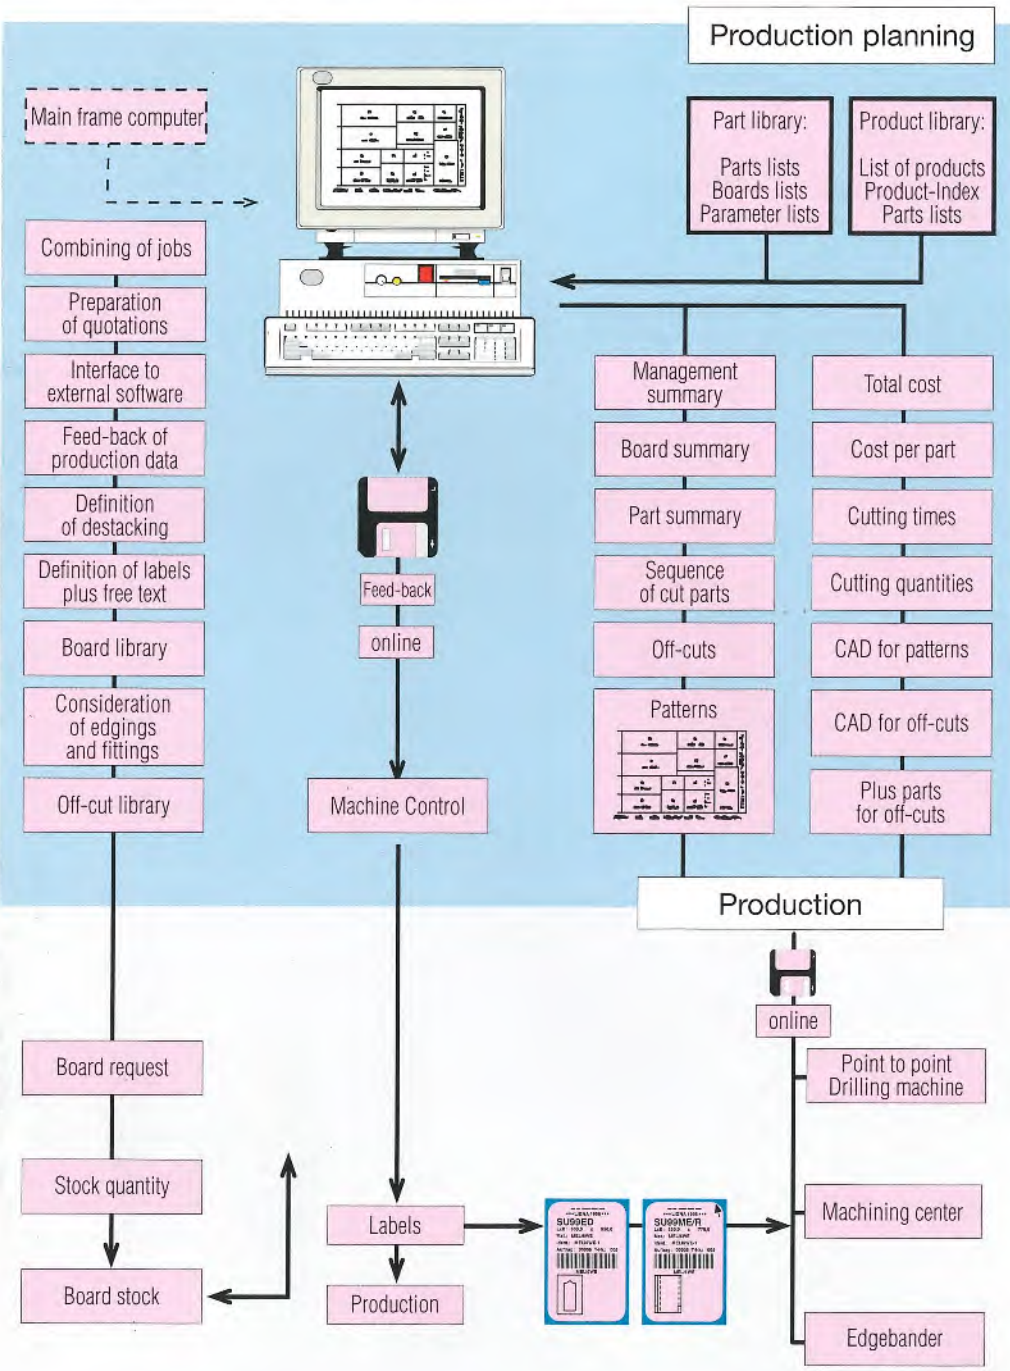 Production planning
Main frame computer
Part library:
Parts lists
Boards lists
Parameter lists
Product library:
List of products
Product-Index
Parts lists
Combining of jobs
Preparation
of quotations
Interface to
external software
Feed-back of
production data
Definition
of destacking
Definition of labels
plus free text
Board library
Consideration
of edgings
and fittings
Off-cut library
Feed-back
online
Machine Control
Management
summary
Board summary
Part summary
Sequence
of cut parts
Off-cuts
Patterns
Total cost
Cost per part
Cutting times
Cutting quantities
CAD for patterns
CAD for off-cuts
Plus parts
for off-cuts
Production
online
Point to point
Drilling machine
Machining center
Edgebander
Board request
Stock quantity
Board stock
Labels
Production
SU99ED
SU99ME/R